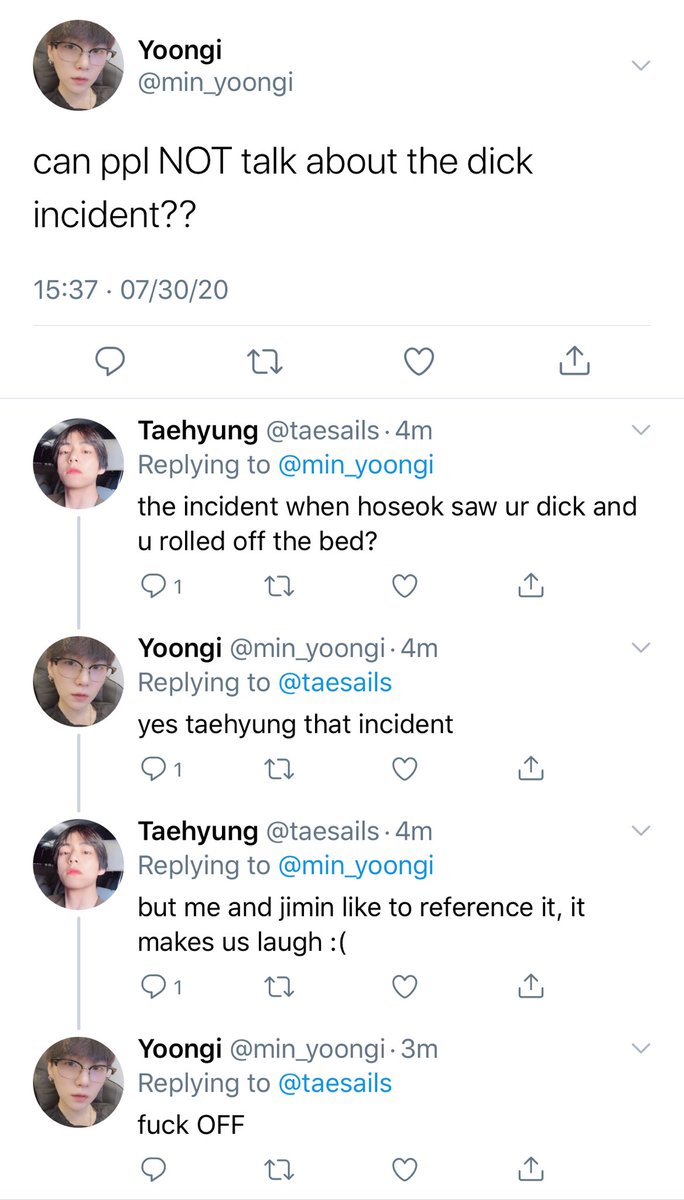 Yoongi
@min_yoongi
can ppl NOT talk about the dick
incident??
15:37 · 07/30/20
Taehyung @taesails · 4m
Replying to @min_yoongi
the incident when hoseok saw ur dick and
u rolled off the bed?
1
Yoongi @min_yoongi · 4m
Replying to @taesails
yes taehyung that incident
1
Taehyung @taesails · 4m
Replying to @min_yoongi
but me and jimin like to reference it, it
makes us laugh :(
1
Yoongi @min_yoongi · 3m
Replying to @taesails
fuck OFF